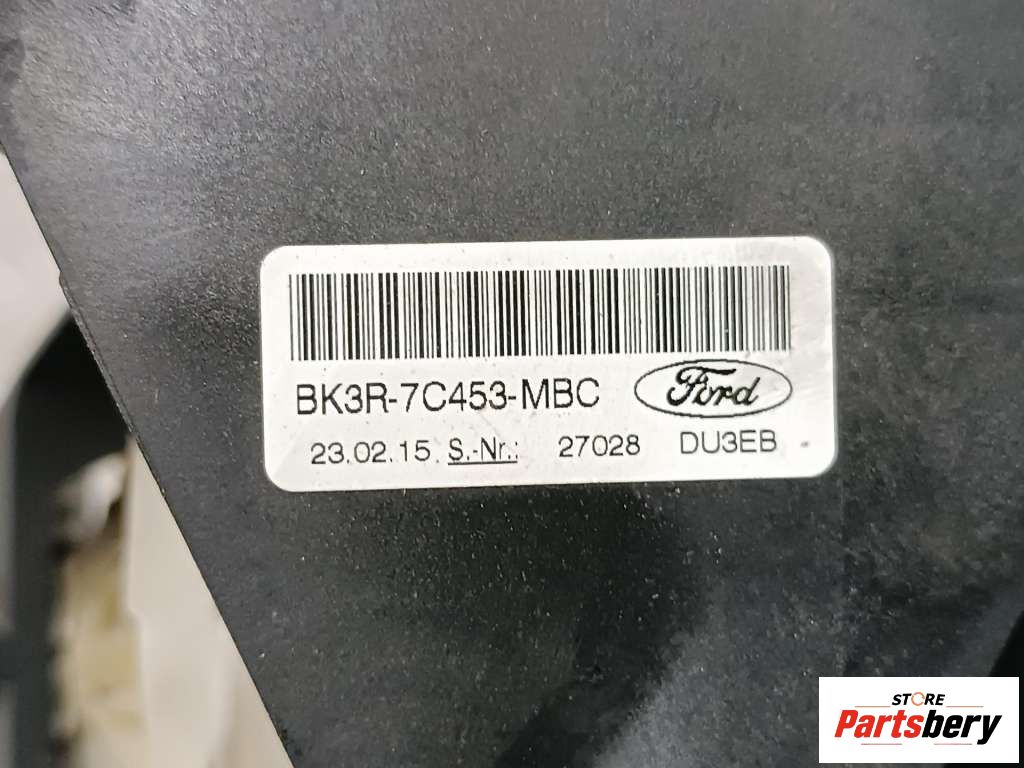 BK3R-7C453-MBC
Ford
23.02.15. S.-Nr.: 27028 DU3EB
STORE
Partsbery